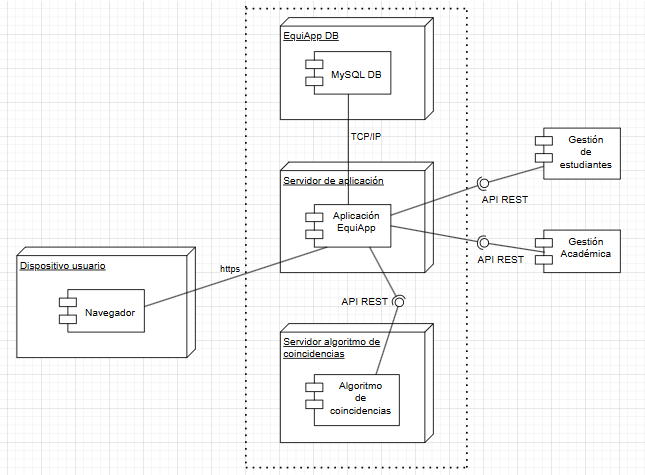 EquiApp DB
MySQL DB
TCP/IP
Servidor de aplicación
Aplicación
EquiApp
Gestión
de
estudiantes
API REST
Gestión
Académica
API REST
https
Dispositivo usuario
Navegador
API REST
Servidor algoritmo de
coincidencias
Algoritmo
de
coincidencias